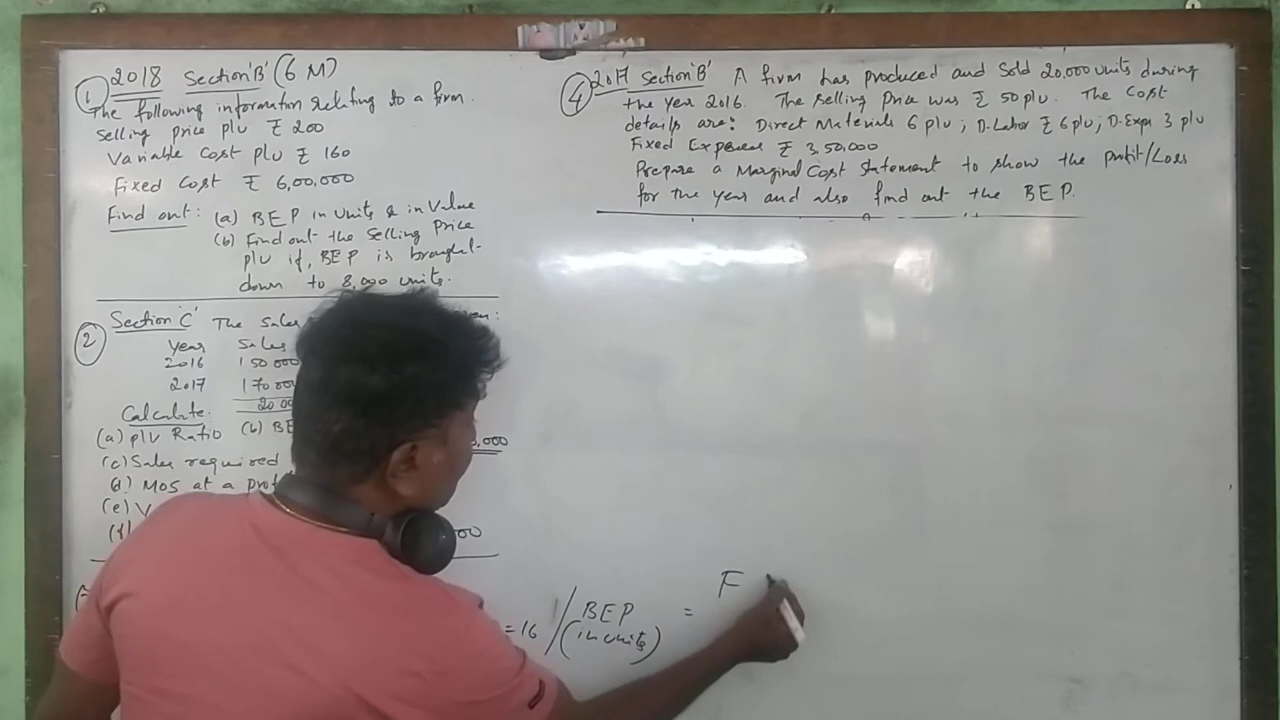 ① 2018 Section 'B' (6 M)
The following information relating to a firm.
Selling price p/u ₹ 200
Variable Cost p/u ₹ 160
Fixed Cost ₹ 6,00,000
Find out: (a) BEP in Units & in Value
(b) Find out the Selling Price
p/u if, BEP is brought
down to 8,000 units.
② Section 'C' The Sales
Year Sales
2016 150 000
2017 170 000
20 00
Calculate:
(a) P/V Ratio (b) BE
,000
(c) Sales required
(d) MOS at a
(e) V
(f)
00
=16 / BEP (in units) = F
④ 2017 Section 'B' A firm has produced and sold 20,000 units during
the year 2016. The selling price was ₹ 50 p/u. The Cost
details are: Direct Materials 6 p/u; D. Labor ₹ 6 p/u; D. Expn 3 p/u
Fixed Expenses ₹ 3,50,000
Prepare a Marginal Cost Statement to show the profit/Loss
for the year and also find out the BEP.